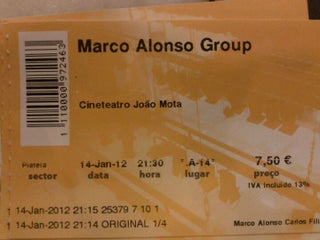 Marco Alonso Group
1110000972463
Cineteatro João Mota
Plateia 14-Jan-12 21:30 *.A-14* 7,50 €
sector data hora lugar preço
IVA incluído 13%
14-Jan-2012 21:15 25379 7 10 1
14-Jan-2012 21:14 ORIGINAL 1/4 Marco Alonso Carlos Fili